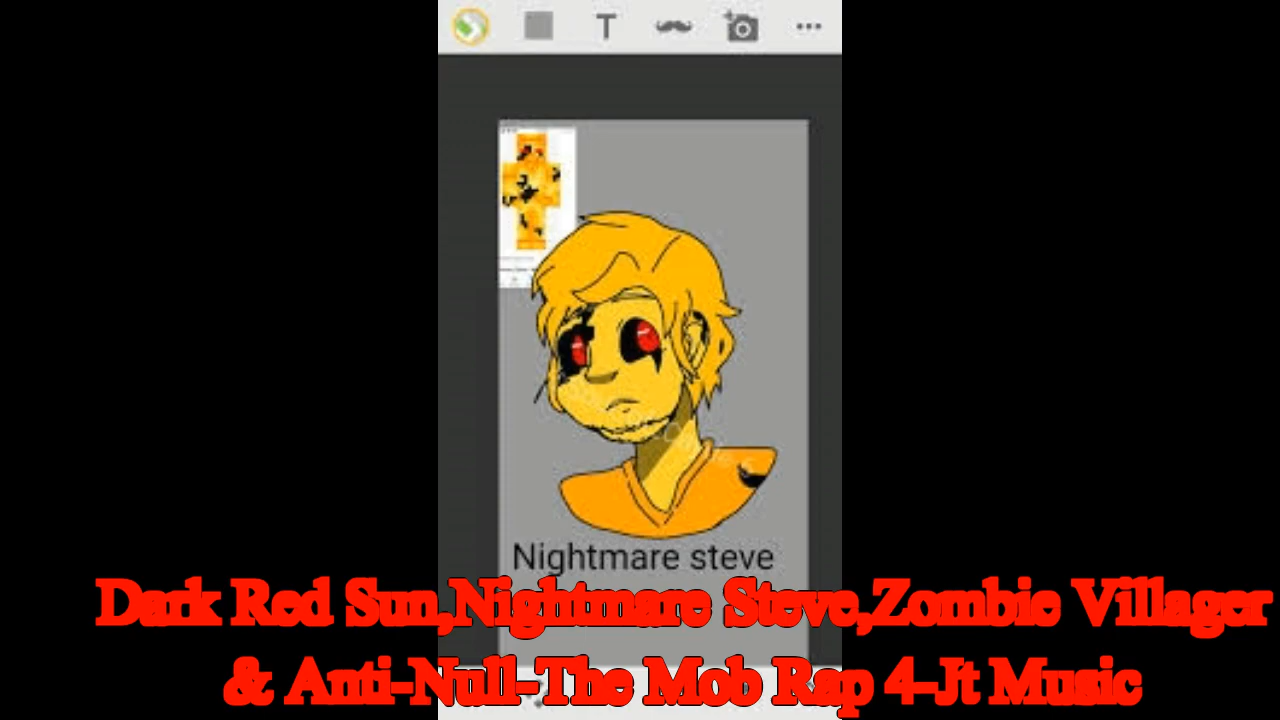 T
Nightmare steve
Dark Red Sun,Nightmare Steve,Zombie Villager
& Anti-Null-The Mob Rap 4-Jt Music